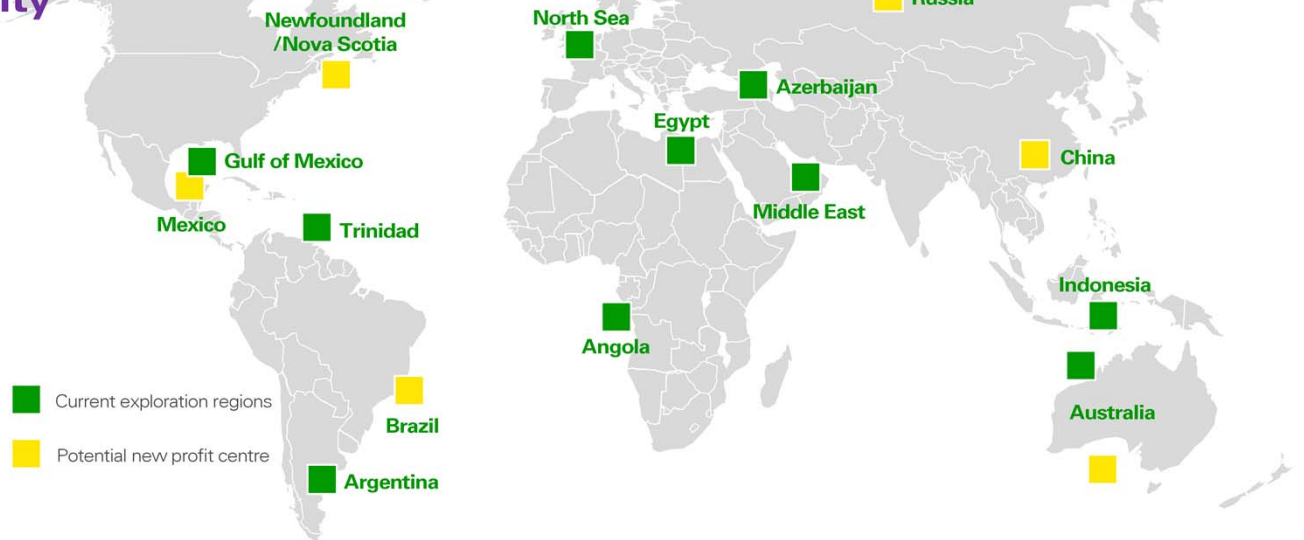 Russia
Newfoundland
/Nova Scotia
North Sea
Azerbaijan
Egypt
Gulf of Mexico
China
Mexico
Trinidad
Middle East
Indonesia
Angola
Current exploration regions
Australia
Brazil
Potential new profit centre
Argentina